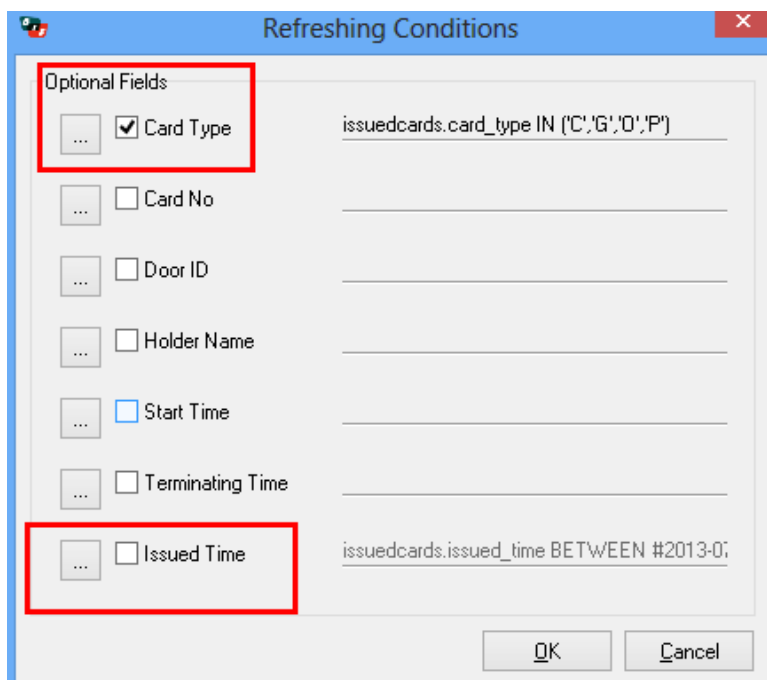 Refreshing Conditions
Optional Fields
... Card Type issuedcards.card_type IN ('C','G','O','P')
... Card No
... Door ID
... Holder Name
... Start Time
... Terminating Time
... Issued Time issuedcards.issued_time BETWEEN #2013-07
OK Cancel